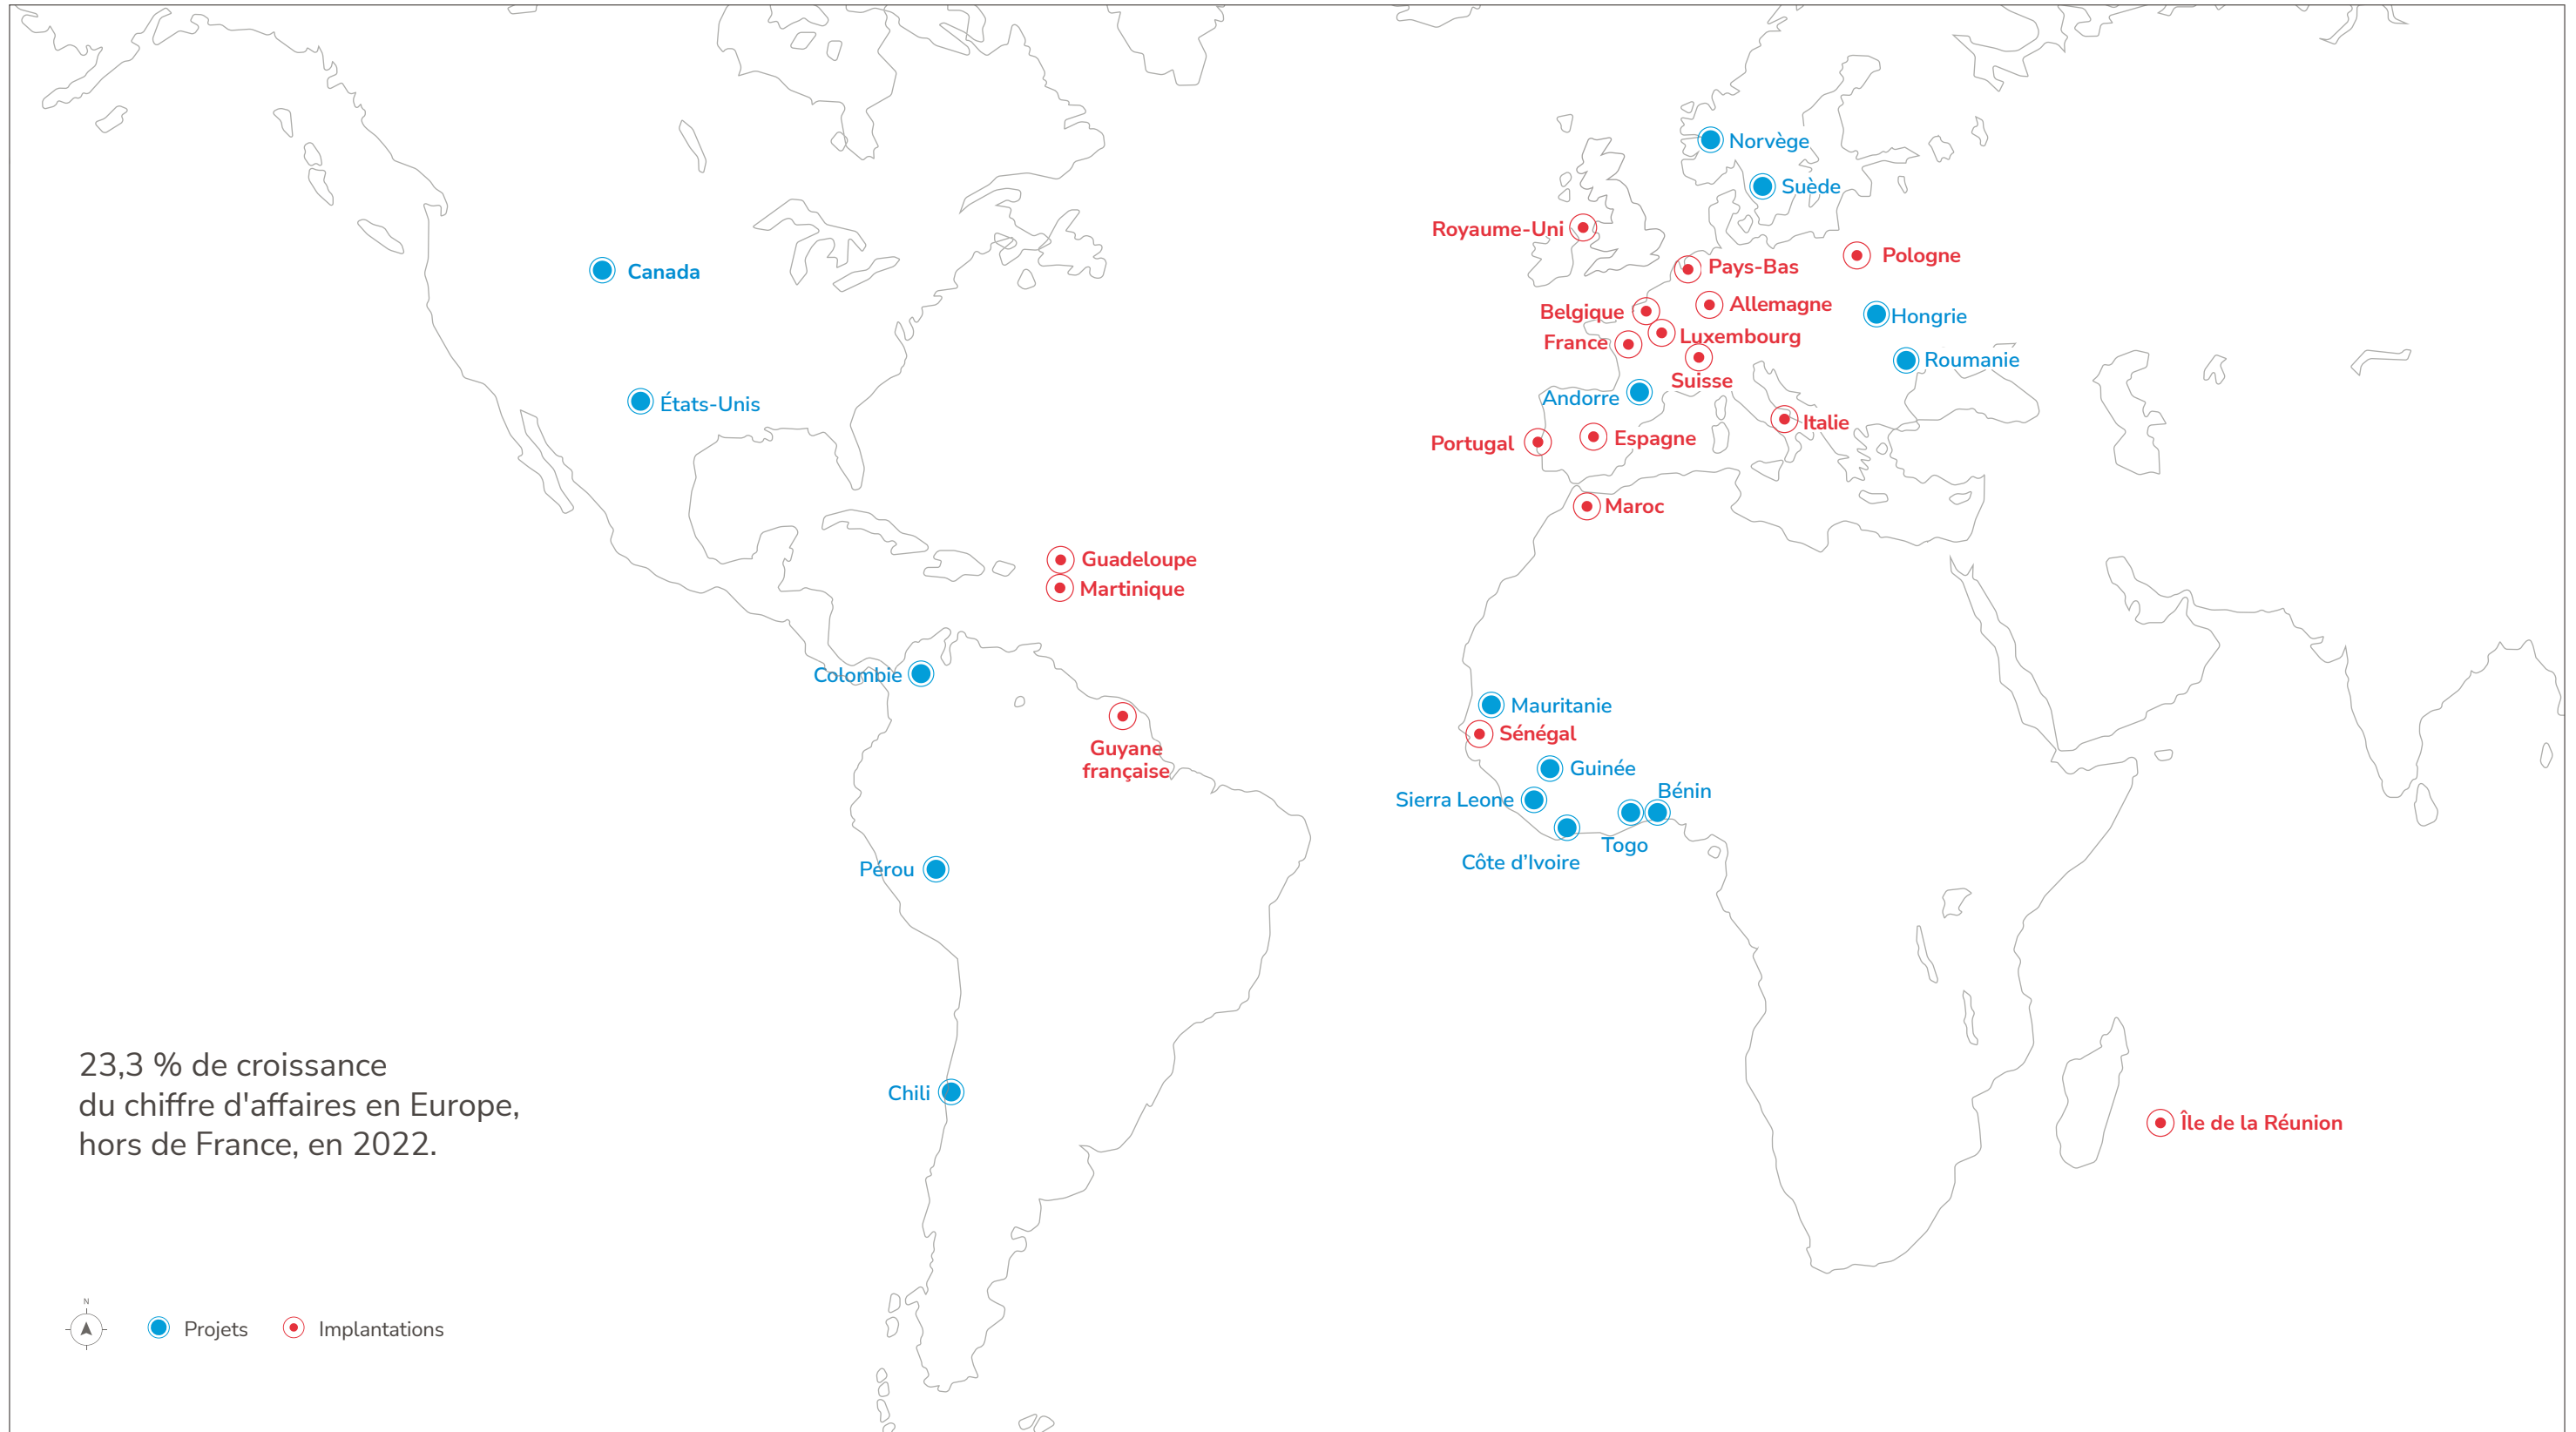 Norvège
Suède
Royaume-Uni
Pologne
Pays-Bas
Canada
Allemagne
Belgique
Hongrie
Luxembourg
France
Roumanie
Suisse
Andorre
États-Unis
Italie
Espagne
Portugal
Maroc
Guadeloupe
Martinique
Colombie
Mauritanie
Sénégal
Guyane
française
Guinée
Bénin
Sierra Leone
Togo
Côte d'Ivoire
Pérou
23,3 % de croissance
du chiffre d'affaires en Europe,
hors de France, en 2022.
Chili
Île de la Réunion
N
Projets
Implantations